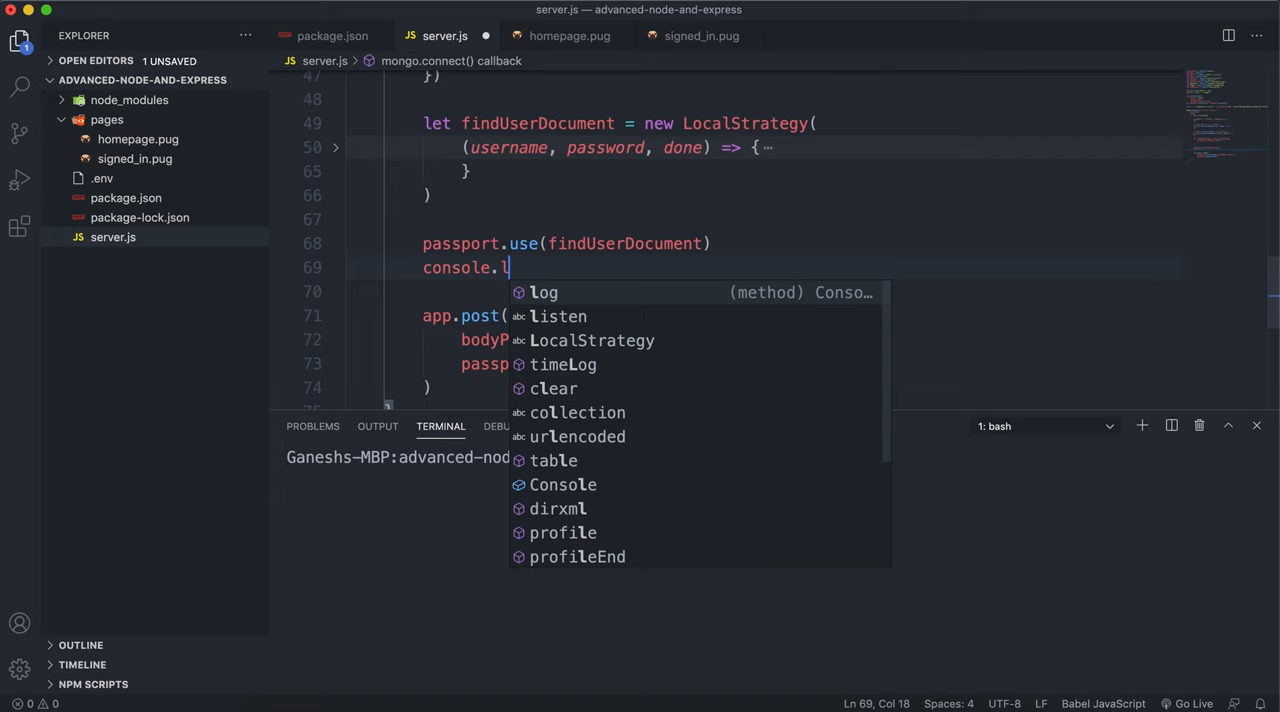 server.js — advanced-node-and-express
EXPLORER
package.json
server.js
homepage.pug
signed_in.pug
OPEN EDITORS 1 UNSAVED
server.js
mongo.connect() callback
ADVANCED-NODE-AND-EXPRESS
node_modules
pages
homepage.pug
signed_in.pug
.env
package.json
package-lock.json
server.js
47 })
48
49 let findUserDocument = new LocalStrategy(
50 (username, password, done) => {…
65 }
66 )
67
68 passport.use(findUserDocument)
69 console.l
70
71 app.post(
72 bodyP
73 passp
74 )
log (method) Conso…
listen
LocalStrategy
timeLog
clear
collection
urlencoded
table
Console
dirxml
profile
profileEnd
PROBLEMS OUTPUT TERMINAL DEBU
1: bash
Ganeshs-MBP:advanced-nod
OUTLINE
TIMELINE
NPM SCRIPTS
0 0
Ln 69, Col 18 Spaces: 4 UTF-8 LF Babel JavaScript Go Live